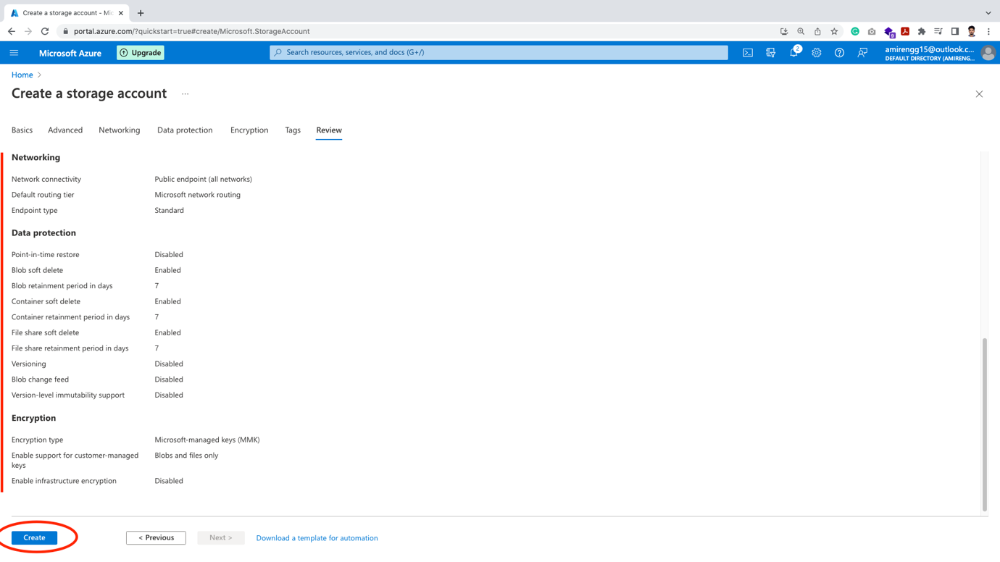 Create a storage account - Mic
portal.azure.com/?quickstart=true#create/Microsoft.StorageAccount
9
Microsoft Azure
Upgrade
Search resources, services, and docs (G+/)
2
amirengg15@outlook.c...
DEFAULT DIRECTORY (AMIRENG...
Home
Create a storage account ...
Basics Advanced Networking Data protection Encryption Tags Review
Networking
Network connectivity Public endpoint (all networks)
Default routing tier Microsoft network routing
Endpoint type Standard
Data protection
Point-in-time restore Disabled
Blob soft delete Enabled
Blob retainment period in days 7
Container soft delete Enabled
Container retainment period in days 7
File share soft delete Enabled
File share retainment period in days 7
Versioning Disabled
Blob change feed Disabled
Version-level immutability support Disabled
Encryption
Encryption type Microsoft-managed keys (MMK)
Enable support for customer-managed Blobs and files only
keys
Enable infrastructure encryption Disabled
Create < Previous Next > Download a template for automation